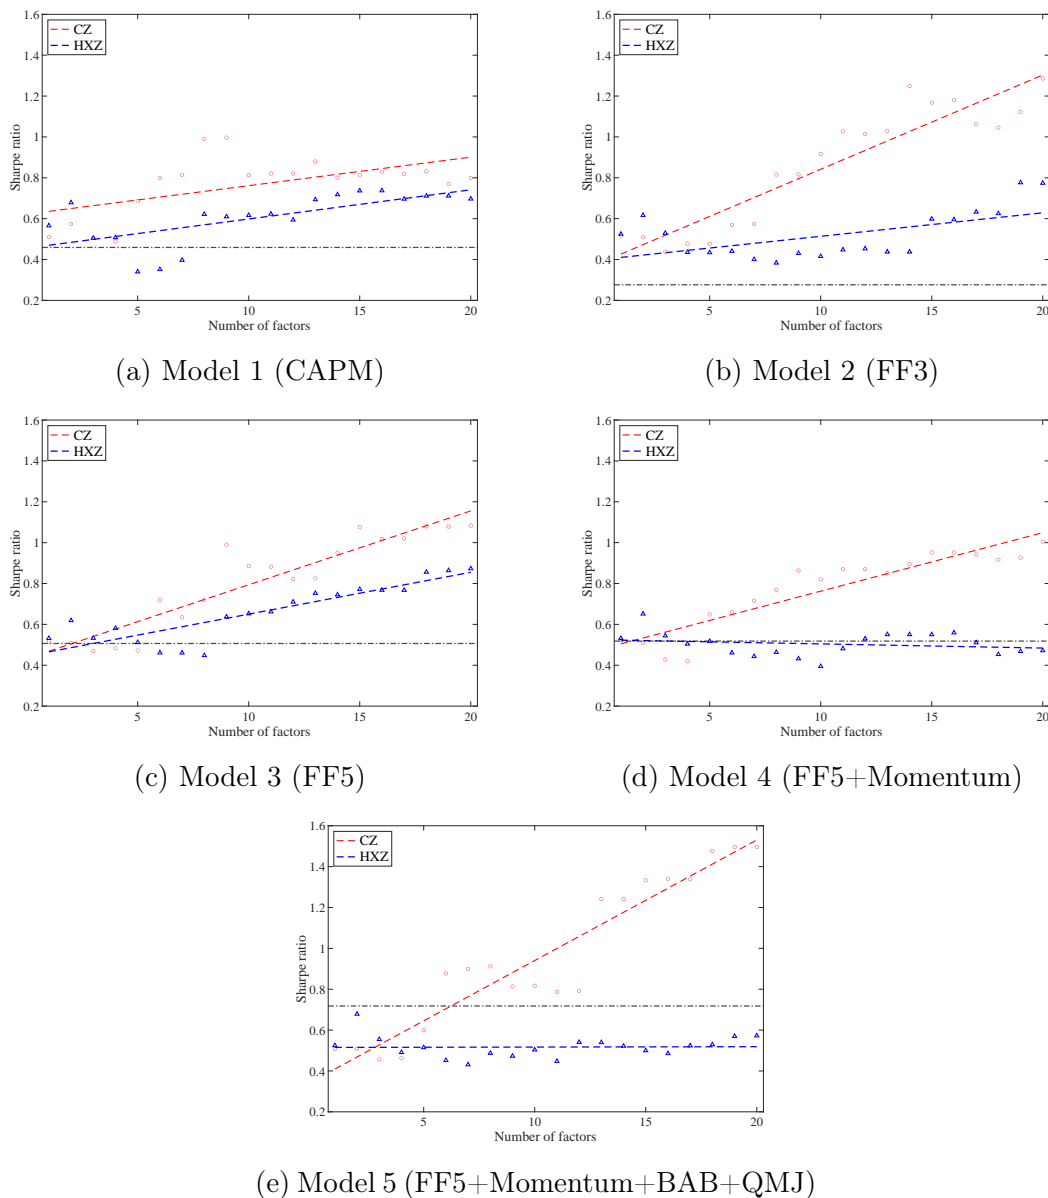 1.6
1.4
1.2
1
0.8
0.6
0.4
0.2
Sharpe ratio
CZ
HXZ
5
10
15
20
Number of factors
(a) Model 1 (CAPM)
1.6
1.4
1.2
1
0.8
0.6
0.4
0.2
Sharpe ratio
CZ
HXZ
5
10
15
20
Number of factors
(b) Model 2 (FF3)
1.6
1.4
1.2
1
0.8
0.6
0.4
0.2
Sharpe ratio
CZ
HXZ
5
10
15
20
Number of factors
(c) Model 3 (FF5)
1.6
1.4
1.2
1
0.8
0.6
0.4
0.2
Sharpe ratio
CZ
HXZ
5
10
15
20
Number of factors
(d) Model 4 (FF5+Momentum)
1.6
1.4
1.2
1
0.8
0.6
0.4
0.2
Sharpe ratio
CZ
HXZ
5
10
15
20
Number of factors
(e) Model 5 (FF5+Momentum+BAB+QMJ)